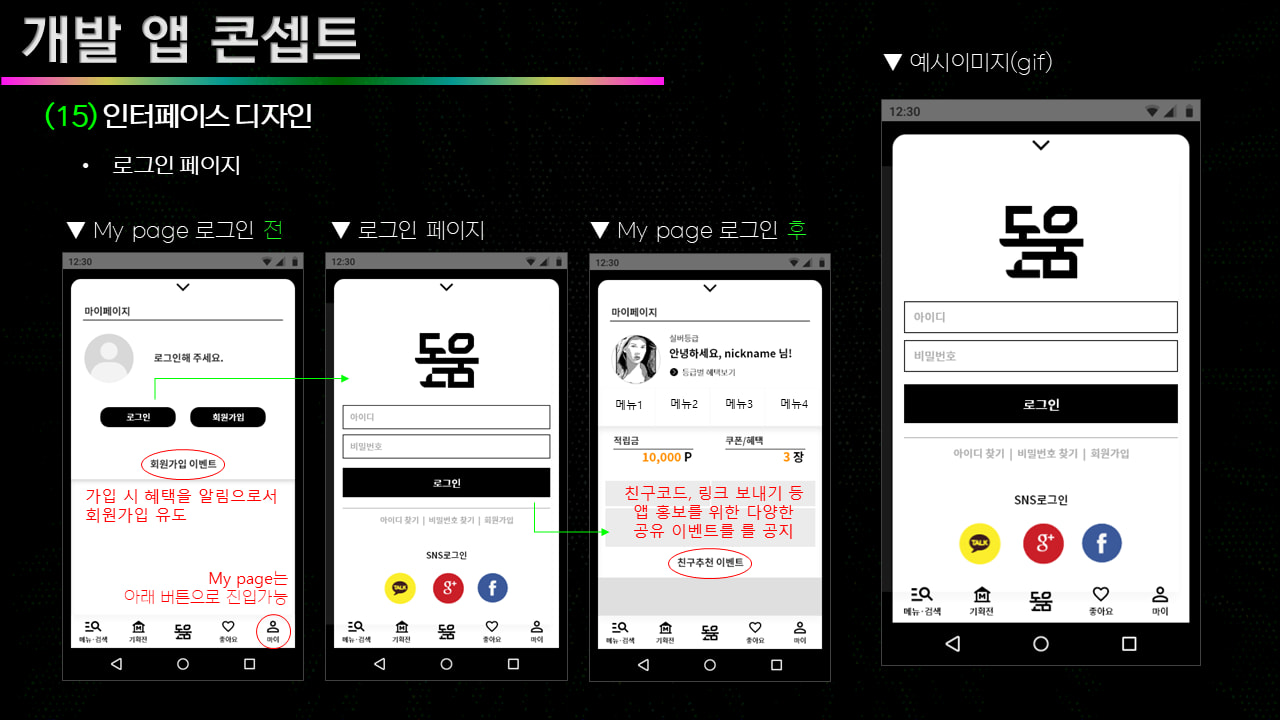 개발 앱 콘셉트
(15) 인터페이스 디자인
• 로그인 페이지
▼ My page 로그인 전
12:30
마이페이지
로그인해 주세요.
로그인
회원가입
회원가입 이벤트
가입 시 혜택을 알림으로서
회원가입 유도
My page는
아래 버튼으로 진입가능
메뉴·검색
기획전
도움
좋아요
마이
▼ 로그인 페이지
12:30
도움
아이디
비밀번호
로그인
아이디 찾기 | 비밀번호 찾기 | 회원가입
SNS로그인
TALK
g+
f
메뉴·검색
기획전
도움
좋아요
마이
▼ My page 로그인 후
12:30
마이페이지
실버등급
안녕하세요, nickname 님!
등급별 혜택보기
메뉴1
메뉴2
메뉴3
메뉴4
적립금
10,000 P
쿠폰/혜택
3 장
친구코드, 링크 보내기 등
앱 홍보를 위한 다양한
공유 이벤트를 를 공지
친구추천 이벤트
메뉴·검색
기획전
도움
좋아요
마이
▼ 예시이미지(gif)
12:30
도움
아이디
비밀번호
로그인
아이디 찾기 | 비밀번호 찾기 | 회원가입
SNS로그인
TALK
g+
f
메뉴·검색
기획전
도움
좋아요
마이